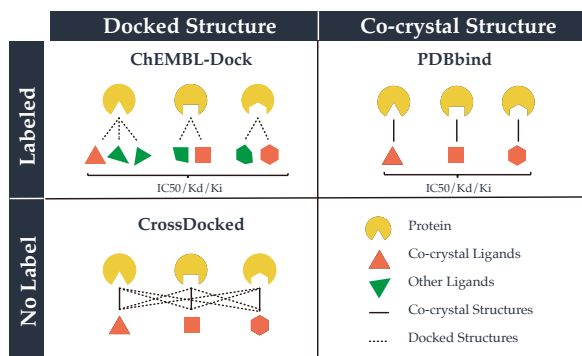 Docked Structure
Co-crystal Structure
Labeled
ChEMBL-Dock
IC50/Kd/Ki
PDBbind
IC50/Kd/Ki
No Label
CrossDocked
Protein
Co-crystal Ligands
Other Ligands
Co-crystal Structures
Docked Structures